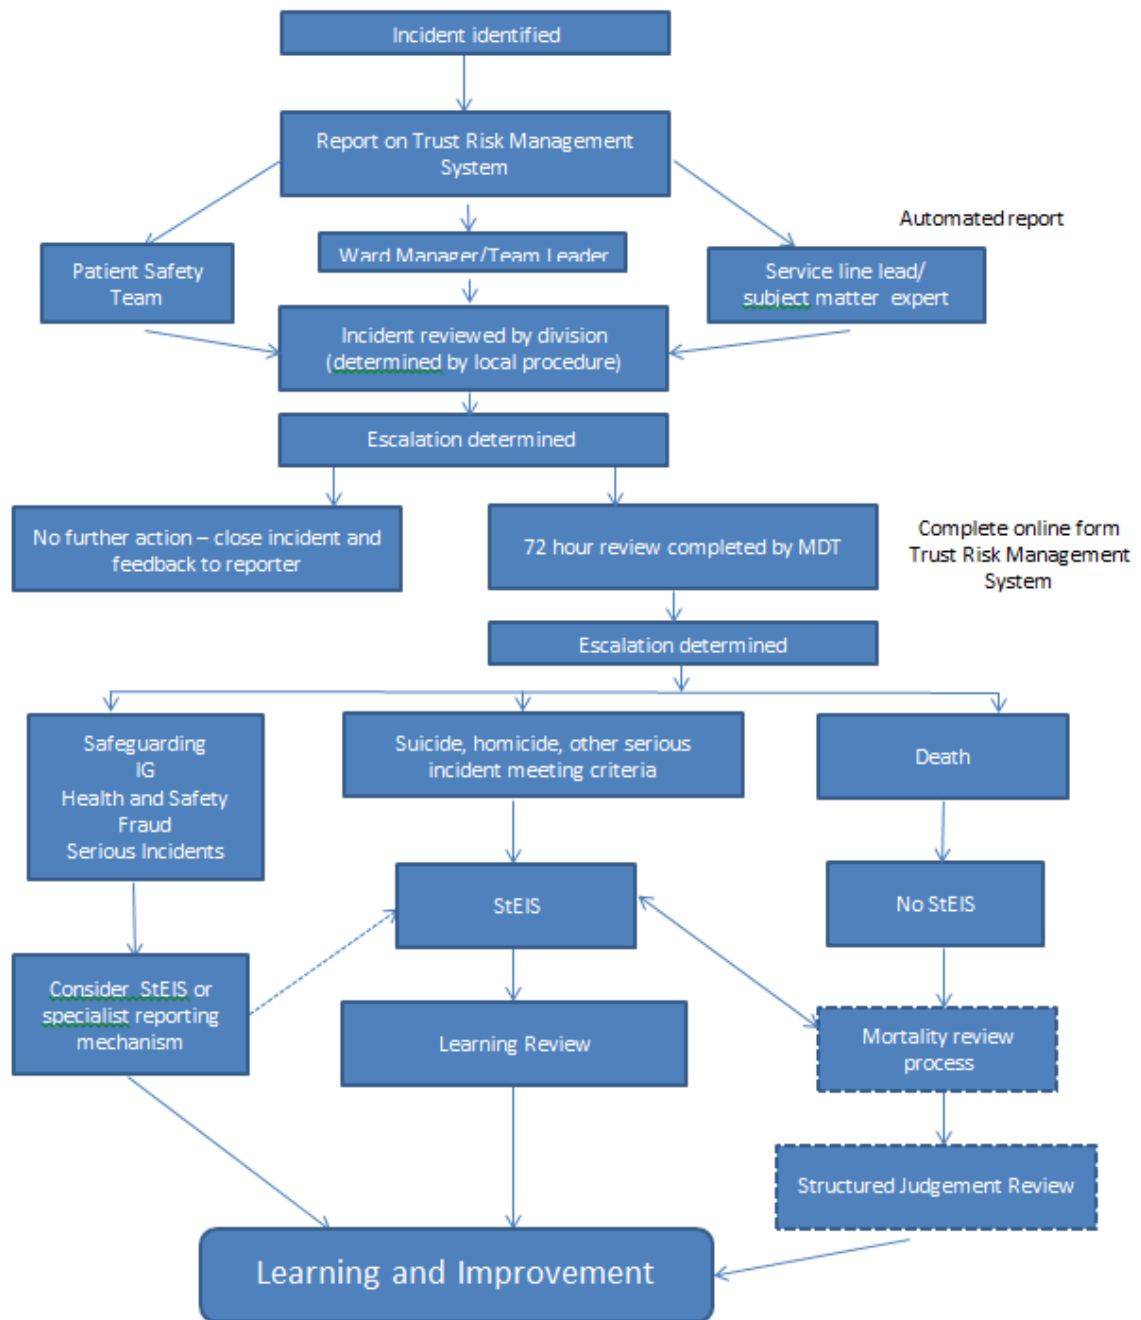 Incident identified
Report on Trust Risk Management
System
Automated report
Patient Safety
Team
Ward Manager/Team Leader
Service line lead/
subject matter expert
Incident reviewed by division
(determined by local procedure)
Escalation determined
No further action – close incident and
feedback to reporter
72 hour review completed by MDT
Complete online form
Trust Risk Management
System
Escalation determined
Safeguarding
IG
Health and Safety
Fraud
Serious Incidents
Suicide, homicide, other serious
incident meeting criteria
Death
StEIS
No StEIS
Consider StEIS or
specialist reporting
mechanism
Learning Review
Mortality review
process
Structured Judgement Review
Learning and Improvement